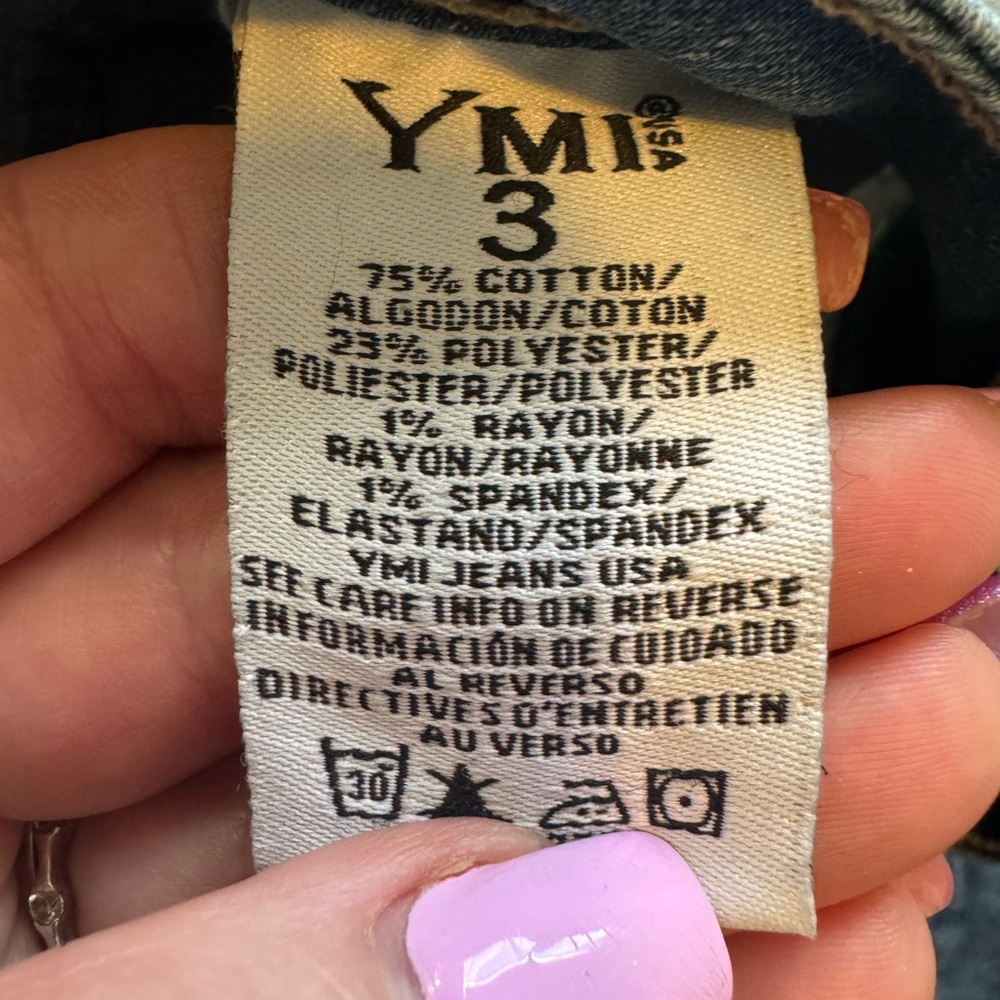 YMI® USA
3
75% COTTON/
ALGODON/COTON
23% POLYESTER/
POLIESTER/POLYESTER
1% RAYON/
RAYON/RAYONNE
1% SPANDEX/
ELASTAND/SPANDEX
YMI JEANS USA
SEE CARE INFO ON REVERSE
INFORMACIÓN DE CUIDADO
AL REVERSO
DIRECTIVES D'ENTRETIEN
AU VERSO
30